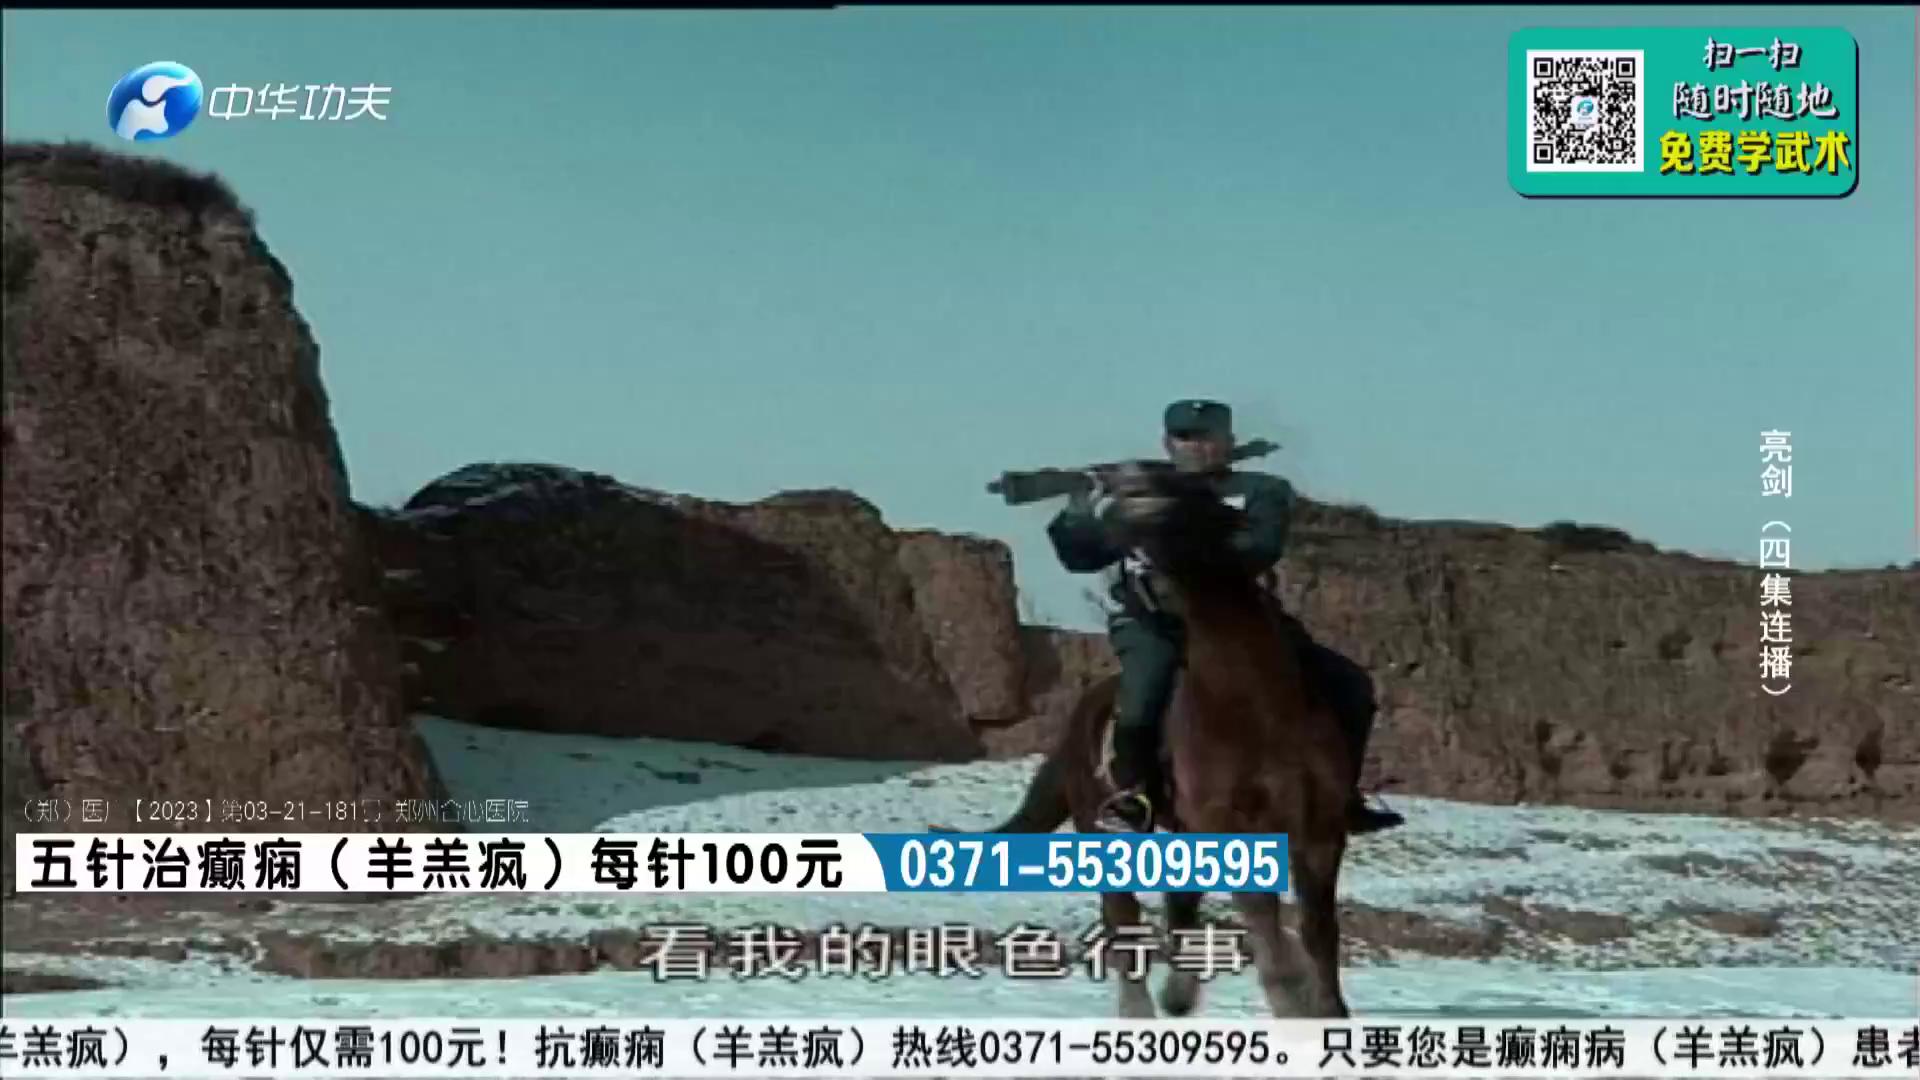 中华功夫
扫一扫
随时随地
免费学武术
亮剑（四集连播）
（郑）医广【2023】第03-21-181号 郑州合心医院
五针治癫痫（羊羔疯）每针100元
0371-55309595
看我的眼色行事
羊羔疯），每针仅需100元！抗癫痫（羊羔疯）热线0371-55309595。只要您是癫痫病（羊羔疯）患者